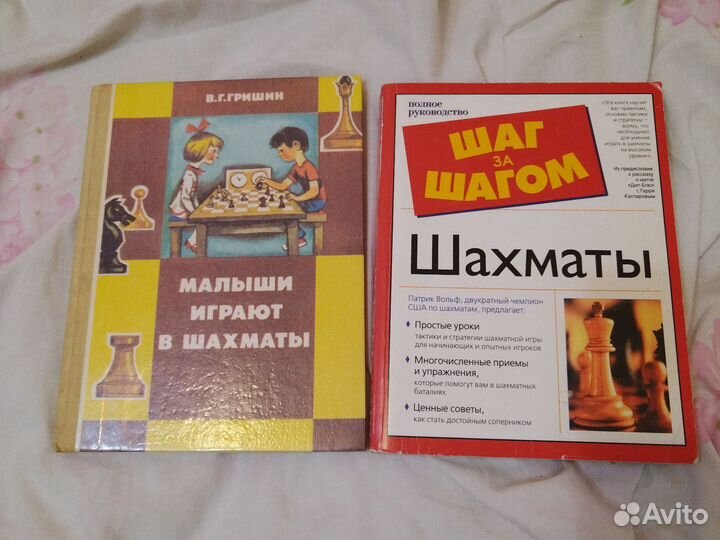 В.Г.ГРИШИН
МАЛЫШИ
ИГРАЮТ
В ШАХМАТЫ
полное
руководство
ШАГ
ЗА
ШАГОМ
«Эта книга научит
вас правилам,
основам тактики
и стратегии –
всему, что
необходимо
для умения
играть в шахматы
на высоком
уровне».
Из предисловия
к рассказу
о матче
«Дип Блю»
с Гарри
Каспаровым
Шахматы
Патрик Вольф, двукратный чемпион
США по шахматам, предлагает:
Простые уроки
тактики и стратегии шахматной игры
для начинающих и опытных игроков
Многочисленные приемы
и упражнения,
которые помогут вам в шахматных
баталиях
Ценные советы,
как стать достойным соперником
Avito